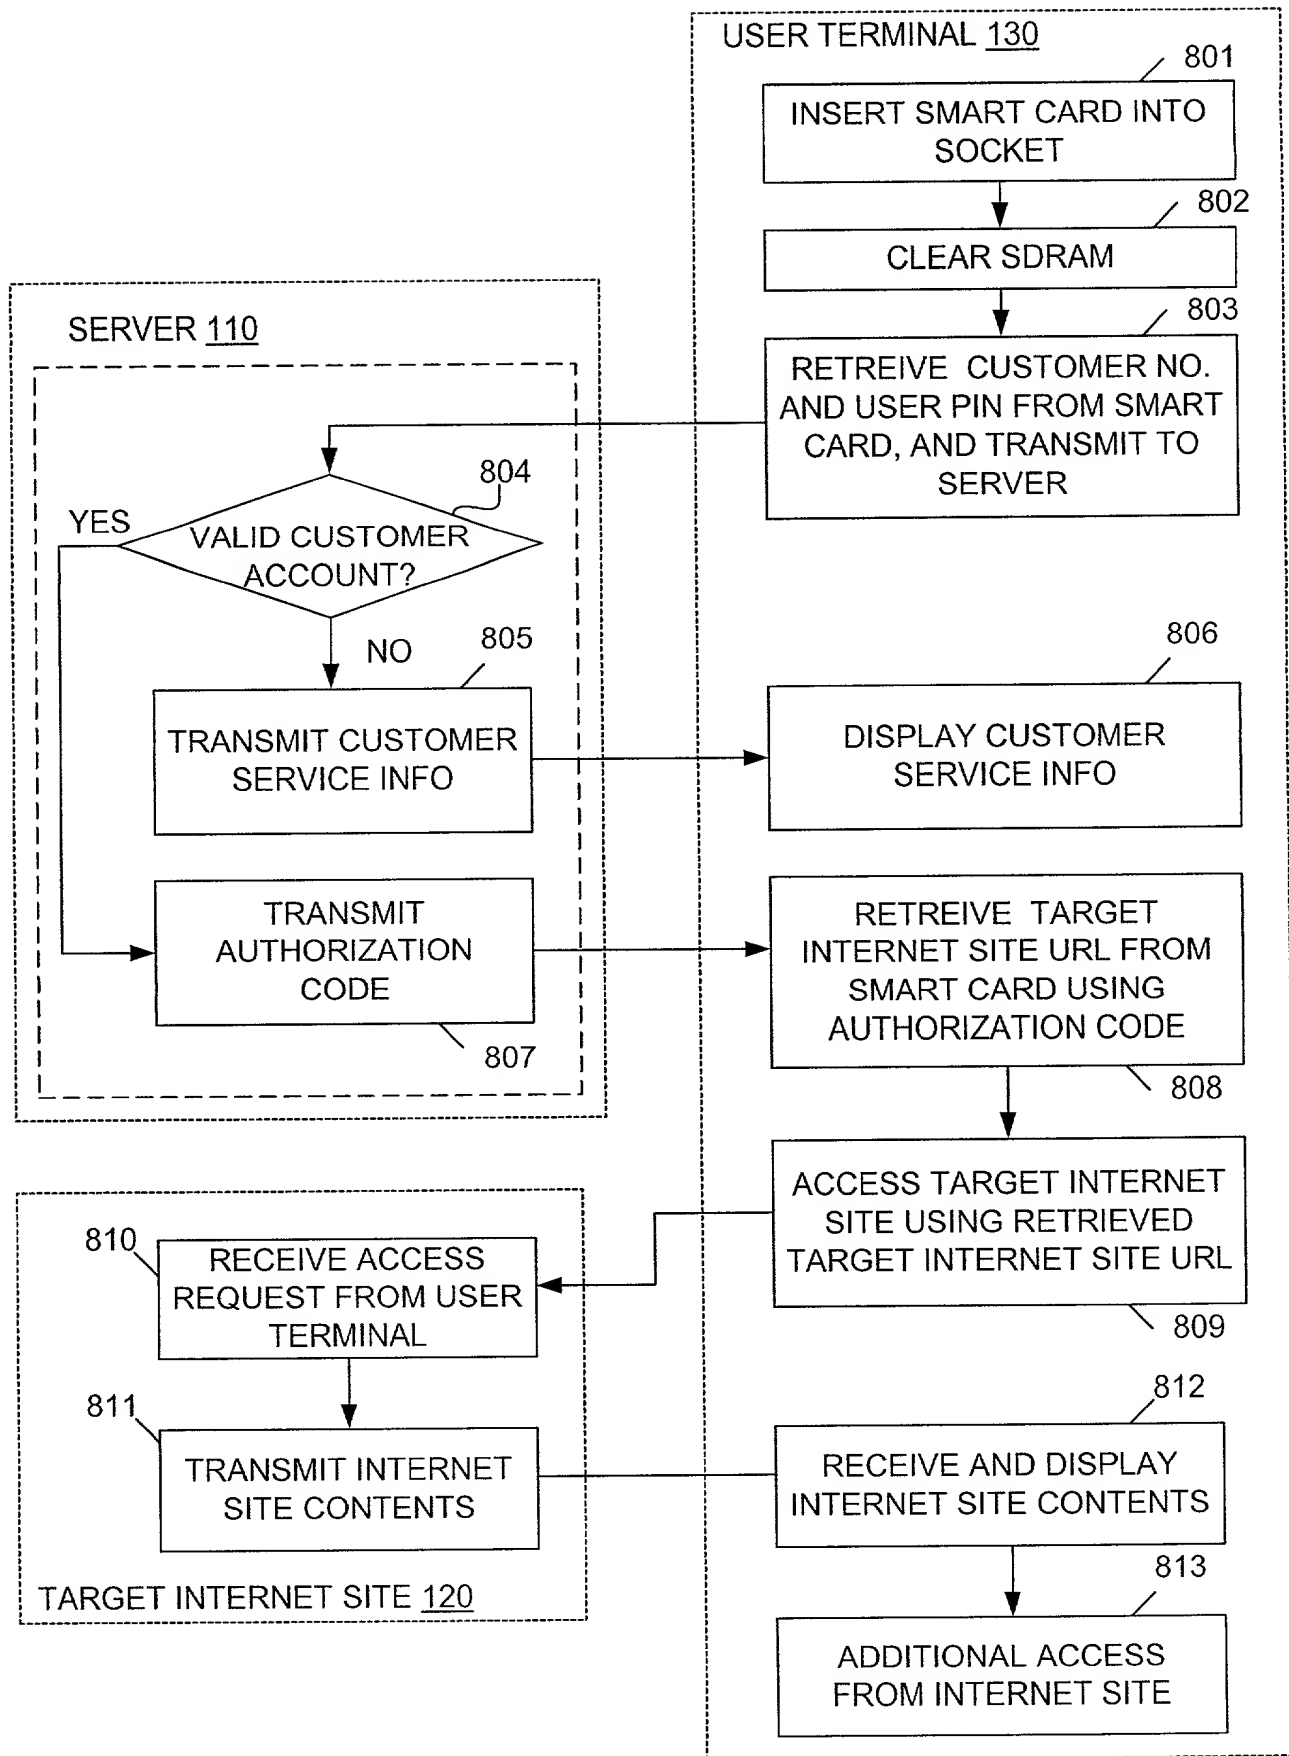 USER TERMINAL 130
801
INSERT SMART CARD INTO
SOCKET
802
CLEAR SDRAM
803
RETREIVE CUSTOMER NO.
AND USER PIN FROM SMART
CARD, AND TRANSMIT TO
SERVER
SERVER 110
804
YES
VALID CUSTOMER
ACCOUNT?
NO
805
TRANSMIT CUSTOMER
SERVICE INFO
806
DISPLAY CUSTOMER
SERVICE INFO
TRANSMIT
AUTHORIZATION
CODE
807
RETREIVE TARGET
INTERNET SITE URL FROM
SMART CARD USING
AUTHORIZATION CODE
808
ACCESS TARGET INTERNET
SITE USING RETRIEVED
TARGET INTERNET SITE URL
809
810
RECEIVE ACCESS
REQUEST FROM USER
TERMINAL
811
TRANSMIT INTERNET
SITE CONTENTS
TARGET INTERNET SITE 120
812
RECEIVE AND DISPLAY
INTERNET SITE CONTENTS
813
ADDITIONAL ACCESS
FROM INTERNET SITE